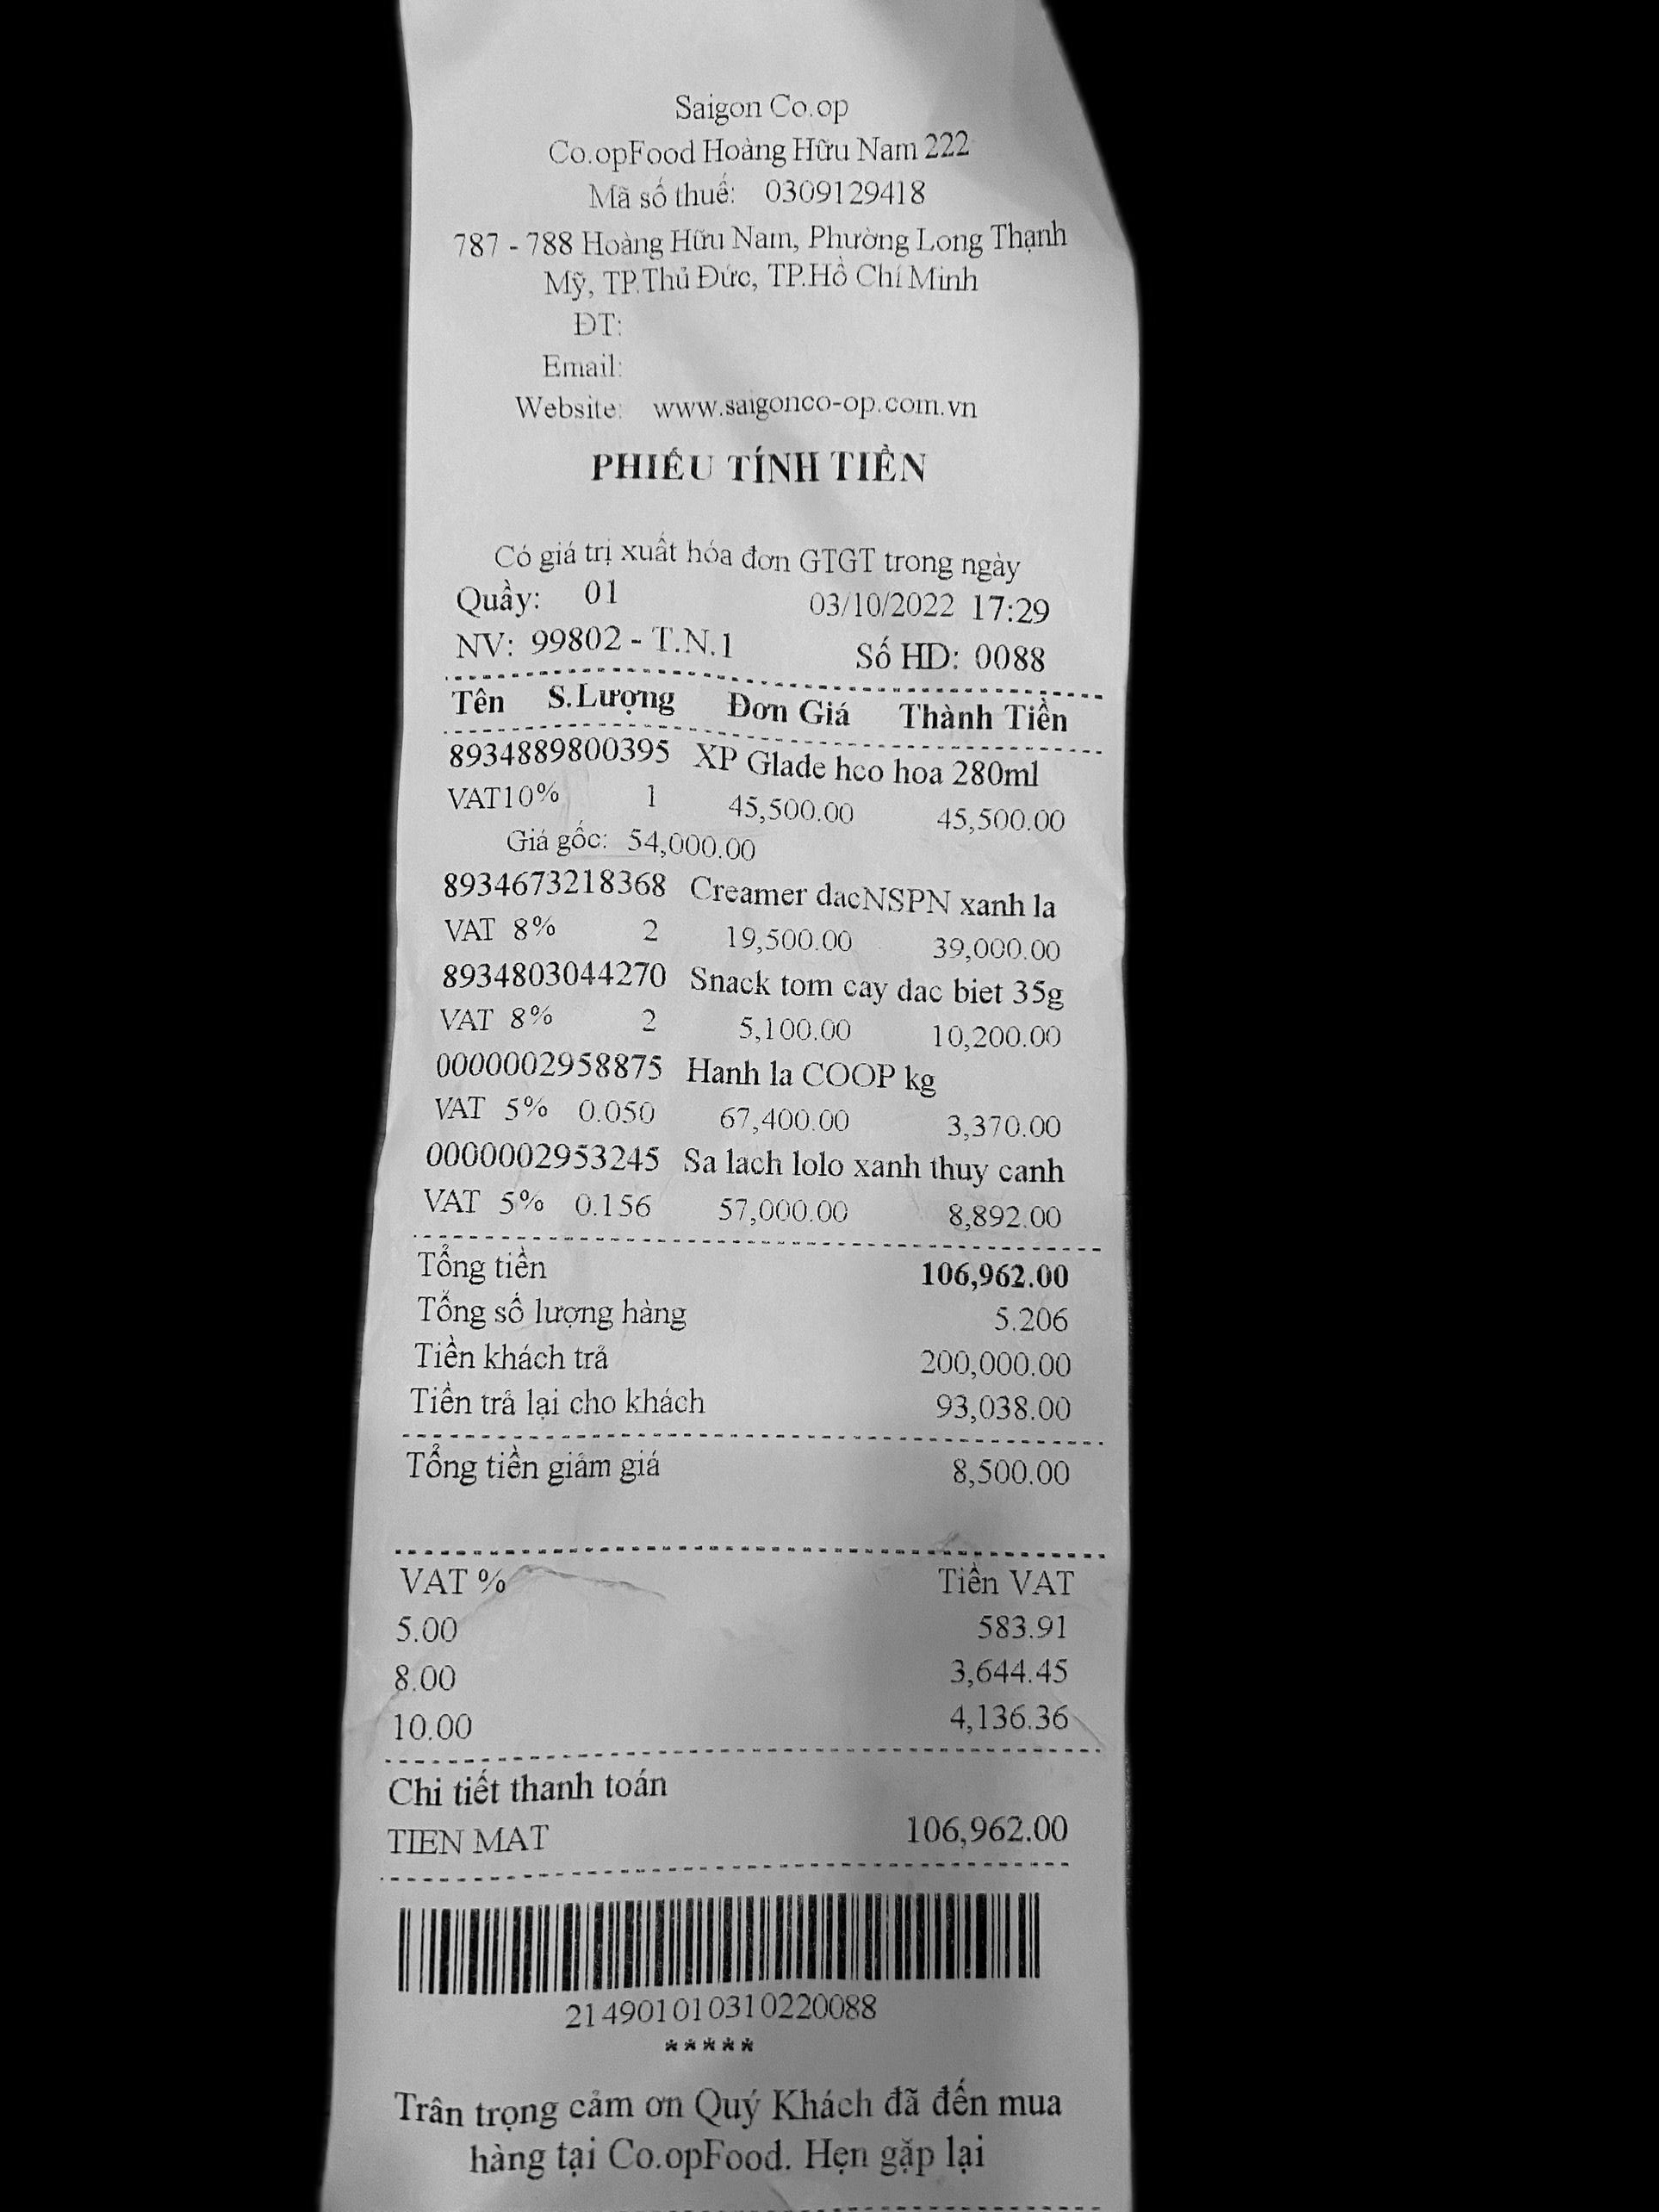 Saigon Co.op
Co.opFood Hoàng Hữu Nam 222
Mã số thuế: 0309129418
787 - 788 Hoàng Hữu Nam, Phường Long Thạnh
Mỹ, TP.Thủ Đức, TP.Hồ Chí Minh
ĐT:
Email:
Website: www.saigonco-op.com.vn
PHIẾU TÍNH TIỀN
Có giá trị xuất hóa đơn GTGT trong ngày
Quầy: 01 03/10/2022 17:29
NV: 99802 - T.N.1 Số HD: 0088
Tên S.Lượng Đơn Giá Thành Tiền
8934889800395 XP Glade hco hoa 280ml
VAT10% 1 45,500.00 45,500.00
Giá gốc: 54,000.00
8934673218368 Creamer dacNSPN xanh la
VAT 8% 2 19,500.00 39,000.00
8934803044270 Snack tom cay dac biet 35g
VAT 8% 2 5,100.00 10,200.00
0000002958875 Hanh la COOP kg
VAT 5% 0.050 67,400.00 3,370.00
0000002953245 Sa lach lolo xanh thuy canh
VAT 5% 0.156 57,000.00 8,892.00
Tổng tiền 106,962.00
Tổng số lượng hàng 5.206
Tiền khách trả 200,000.00
Tiền trả lại cho khách 93,038.00
Tổng tiền giảm giá 8,500.00
VAT % Tiền VAT
5.00 583.91
8.00 3,644.45
10.00 4,136.36
Chi tiết thanh toán
TIEN MAT 106,962.00
214901010310220088
*****
Trân trọng cảm ơn Quý Khách đã đến mua
hàng tại Co.opFood. Hẹn gặp lại